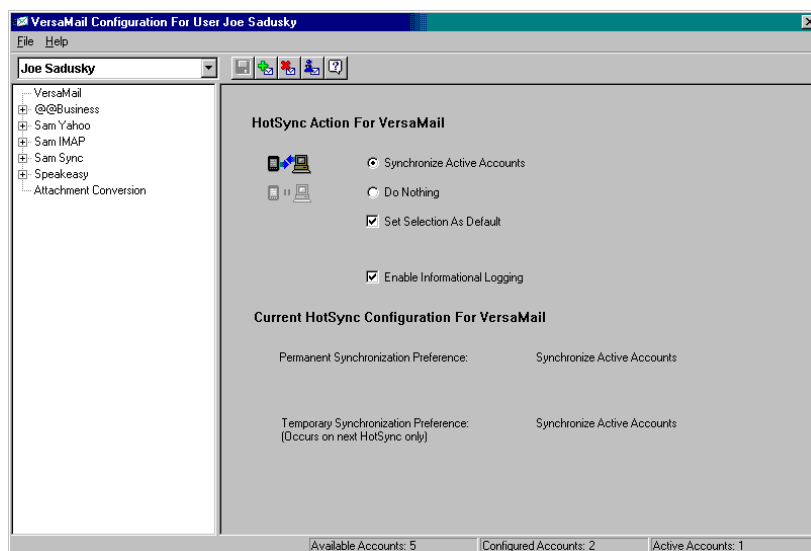 VersaMail Configuration For User Joe Sadusky
File Help
Joe Sadusky
VersaMail
@@Business
Sam Yahoo
Sam IMAP
Sam Sync
Speakeasy
Attachment Conversion
HotSync Action For VersaMail
Synchronize Active Accounts
Do Nothing
Set Selection As Default
Enable Informational Logging
Current HotSync Configuration For VersaMail
Permanent Synchronization Preference: Synchronize Active Accounts
Temporary Synchronization Preference: Synchronize Active Accounts
(Occurs on next HotSync only)
Available Accounts: 5 Configured Accounts: 2 Active Accounts: 1